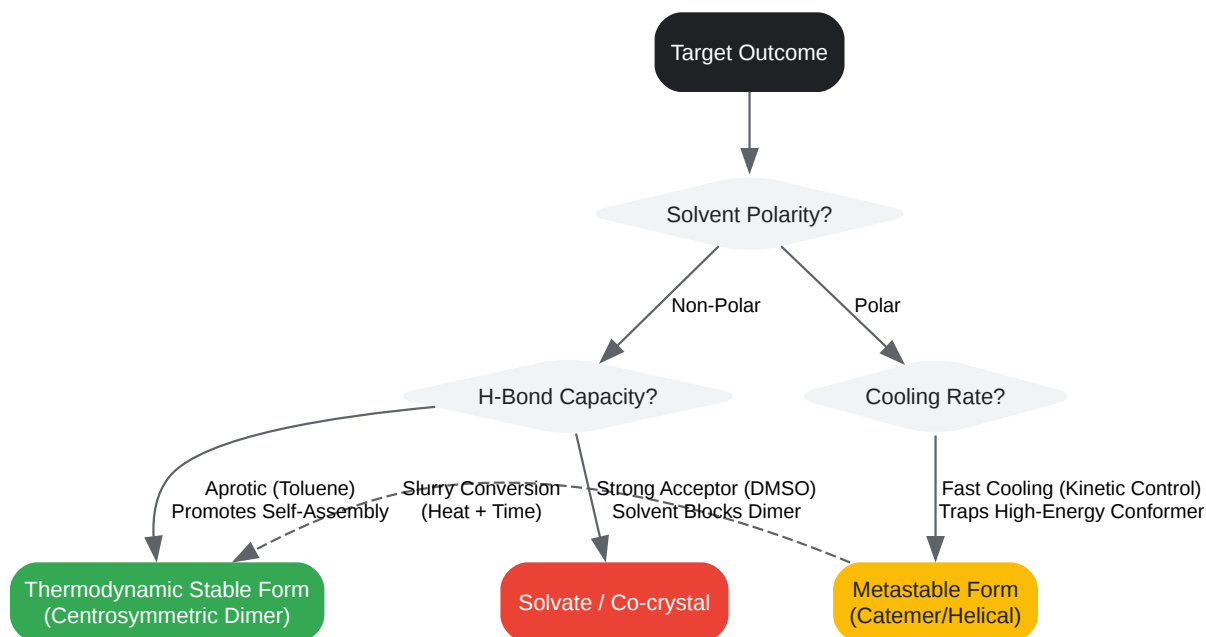 Target Outcome
Solvent Polarity?
Non-Polar
Polar
H-Bond Capacity?
Cooling Rate?
Aprotic (Toluene)
Promotes Self-Assembly
Slurry Conversion
(Heat + Time)
Strong Acceptor (DMSO)
Solvent Blocks Dimer
Fast Cooling (Kinetic Control)
Traps High-Energy Conformer
Thermodynamic Stable Form
(Centrosymmetric Dimer)
Solvate / Co-crystal
Metastable Form
(Catemer/Helical)